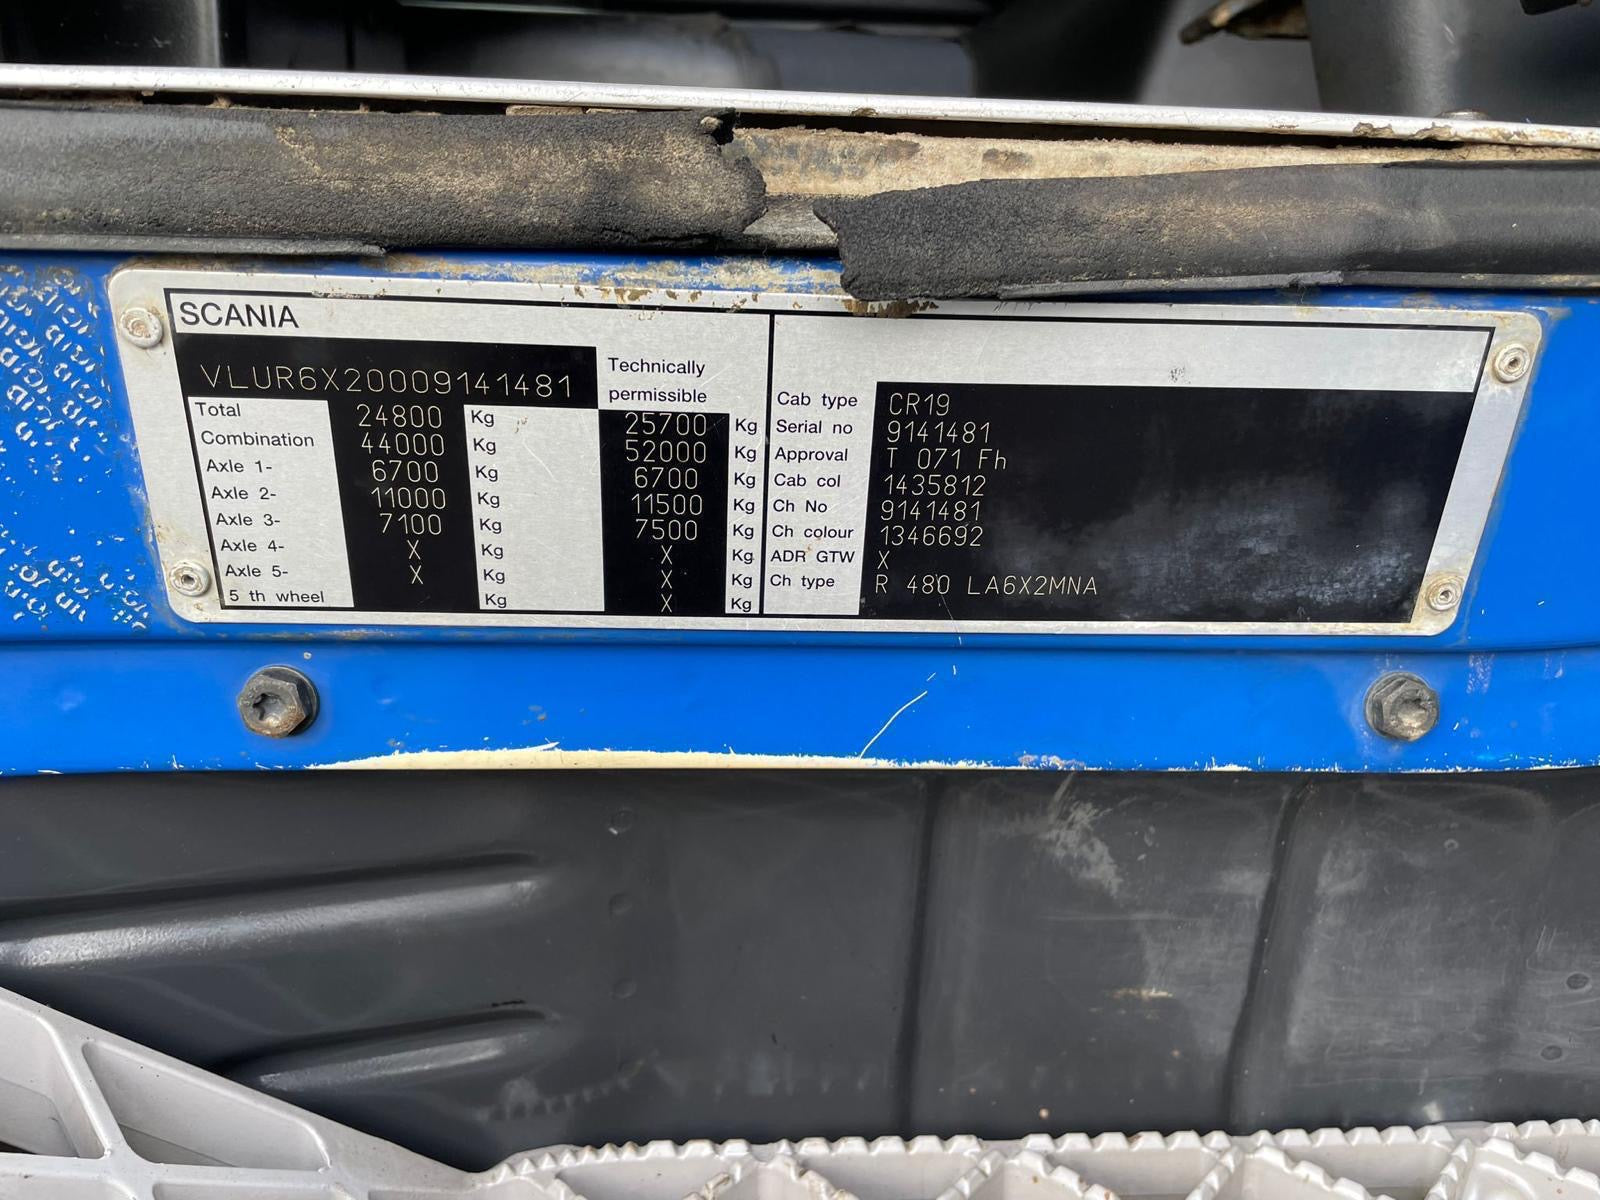 SCANIA
VLUR6X20009141481
Technically
permissible
Total 24800 Kg 25700 Kg
Combination 44000 Kg 52000 Kg
Axle 1- 6700 Kg 6700 Kg
Axle 2- 11000 Kg 11500 Kg
Axle 3- 7100 Kg 7500 Kg
Axle 4- X Kg X Kg
Axle 5- X Kg X Kg
5 th wheel Kg X Kg
Cab type CR19
Serial no 9141481
Approval T 071 Fh
Cab col 1435812
Ch No 9141481
Ch colour 1346692
ADR GTW X
Ch type R 480 LA6X2MNA